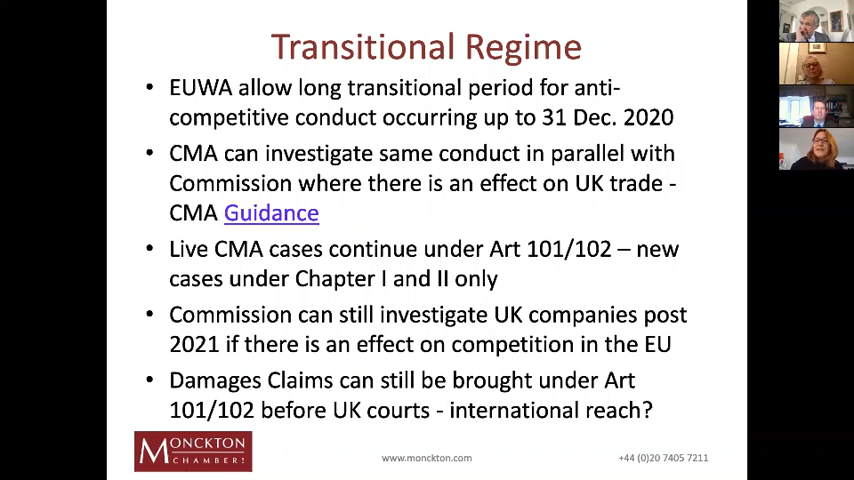 Transitional Regime
• EUWA allow long transitional period for anti-
competitive conduct occurring up to 31 Dec. 2020
• CMA can investigate same conduct in parallel with
Commission where there is an effect on UK trade -
CMA Guidance
• Live CMA cases continue under Art 101/102 – new
cases under Chapter I and II only
• Commission can still investigate UK companies post
2021 if there is an effect on competition in the EU
• Damages Claims can still be brought under Art
101/102 before UK courts - international reach?
MONCKTON
CHAMBERS
www.monckton.com
+44 (0)20 7405 7211